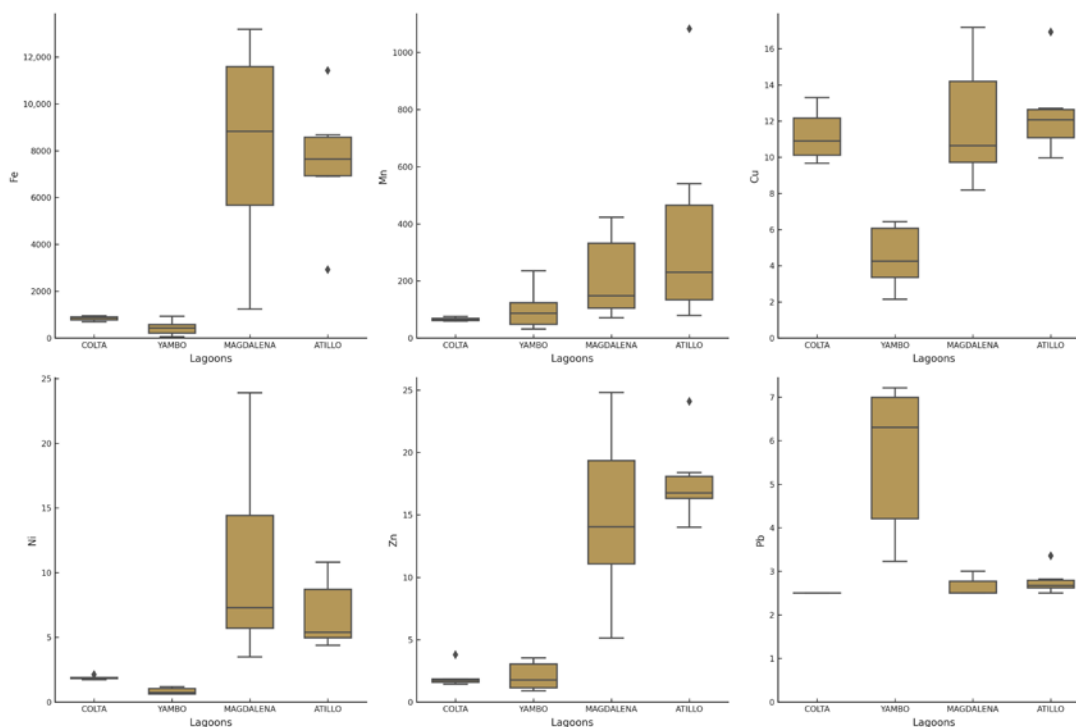 Fe
12,000
10,000
8000
6000
4000
2000
0
COLTA YAMBO MAGDALENA ATILLO
Lagoons
Mn
1000
800
600
400
200
0
COLTA YAMBO MAGDALENA ATILLO
Lagoons
Cu
16
14
12
10
8
6
4
2
0
COLTA YAMBO MAGDALENA ATILLO
Lagoons
Ni
25
20
15
10
5
0
COLTA YAMBO MAGDALENA ATILLO
Lagoons
Zn
25
20
15
10
5
0
COLTA YAMBO MAGDALENA ATILLO
Lagoons
Pb
7
6
5
4
3
2
1
0
COLTA YAMBO MAGDALENA ATILLO
Lagoons